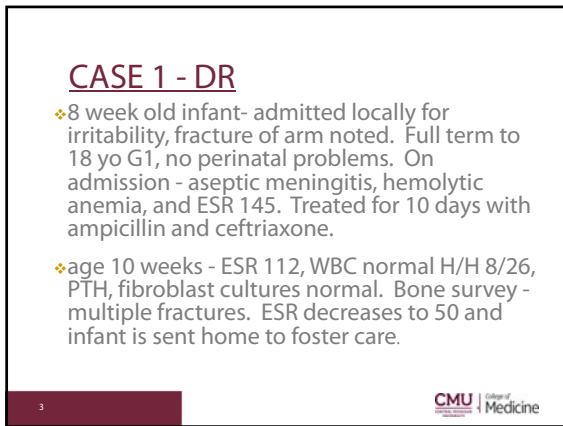 CASE 1 - DR
❖8 week old infant- admitted locally for
irritability, fracture of arm noted. Full term to
18 yo G1, no perinatal problems. On
admission - aseptic meningitis, hemolytic
anemia, and ESR 145. Treated for 10 days with
ampicillin and ceftriaxone.
❖age 10 weeks - ESR 112, WBC normal H/H 8/26,
PTH, fibroblast cultures normal. Bone survey -
multiple fractures. ESR decreases to 50 and
infant is sent home to foster care.
3
CMU College of
Medicine
CENTRAL MICHIGAN
UNIVERSITY